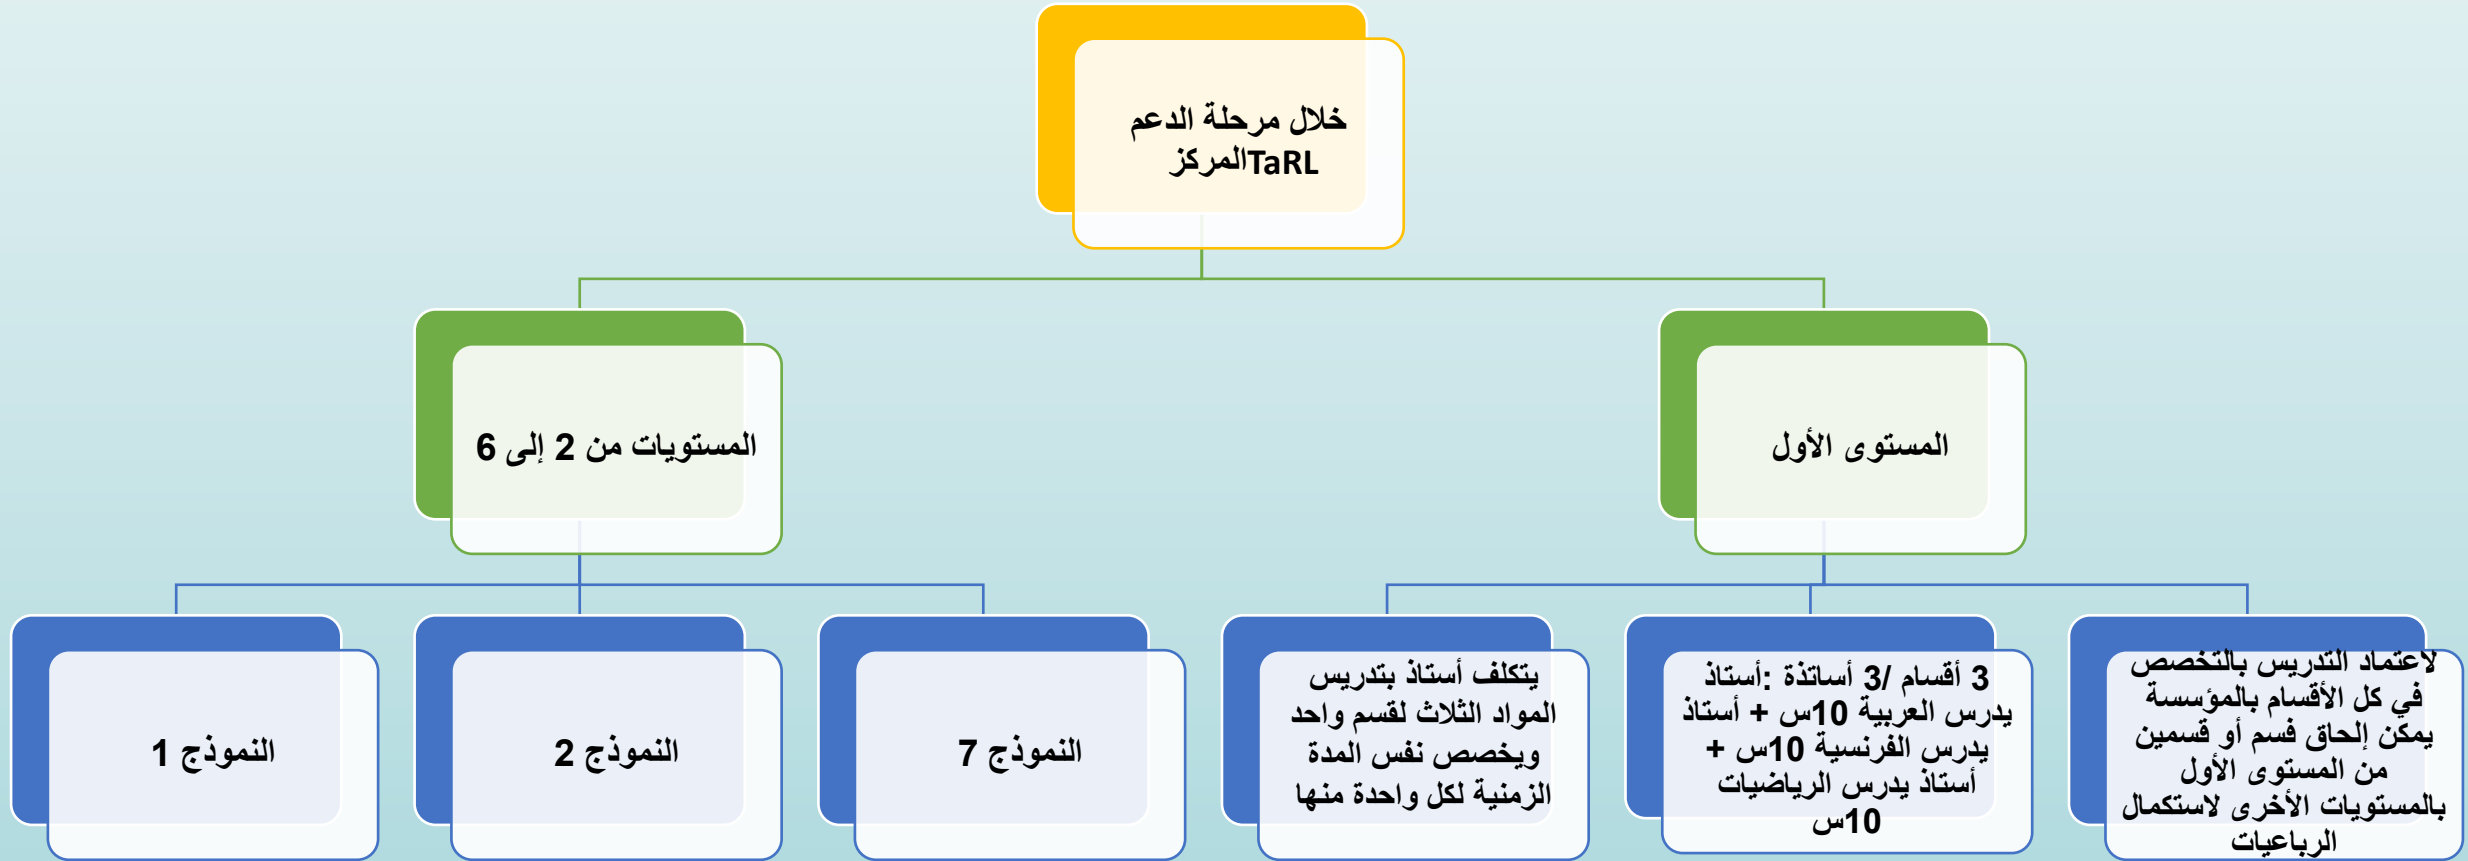 خلال مرحلة الدعم
المركزTaRL
المستوى الأول
المستويات من 2 إلى 6
لاعتماد التدريس بالتخصص
في كل الأقسام بالمؤسسة
يمكن إلحاق فسم أو قسمين
من المستوى الأول
بالمستويات الأخرى لاستكمال
الرباعيات
3 أقسام /3 أساتذة :أستاذ
يدرس العربية 10س + أستاذ
يدرس الفرنسية 10س +
أستاذ يدرس الرياضيات
10س
يتكلف أستاذ بتدريس
المواد الثلاث لقسم واحد
ويخصص نفس المدة
الزمنية لكل واحدة منها
النموذج 7
النموذج 2
النموذج 1